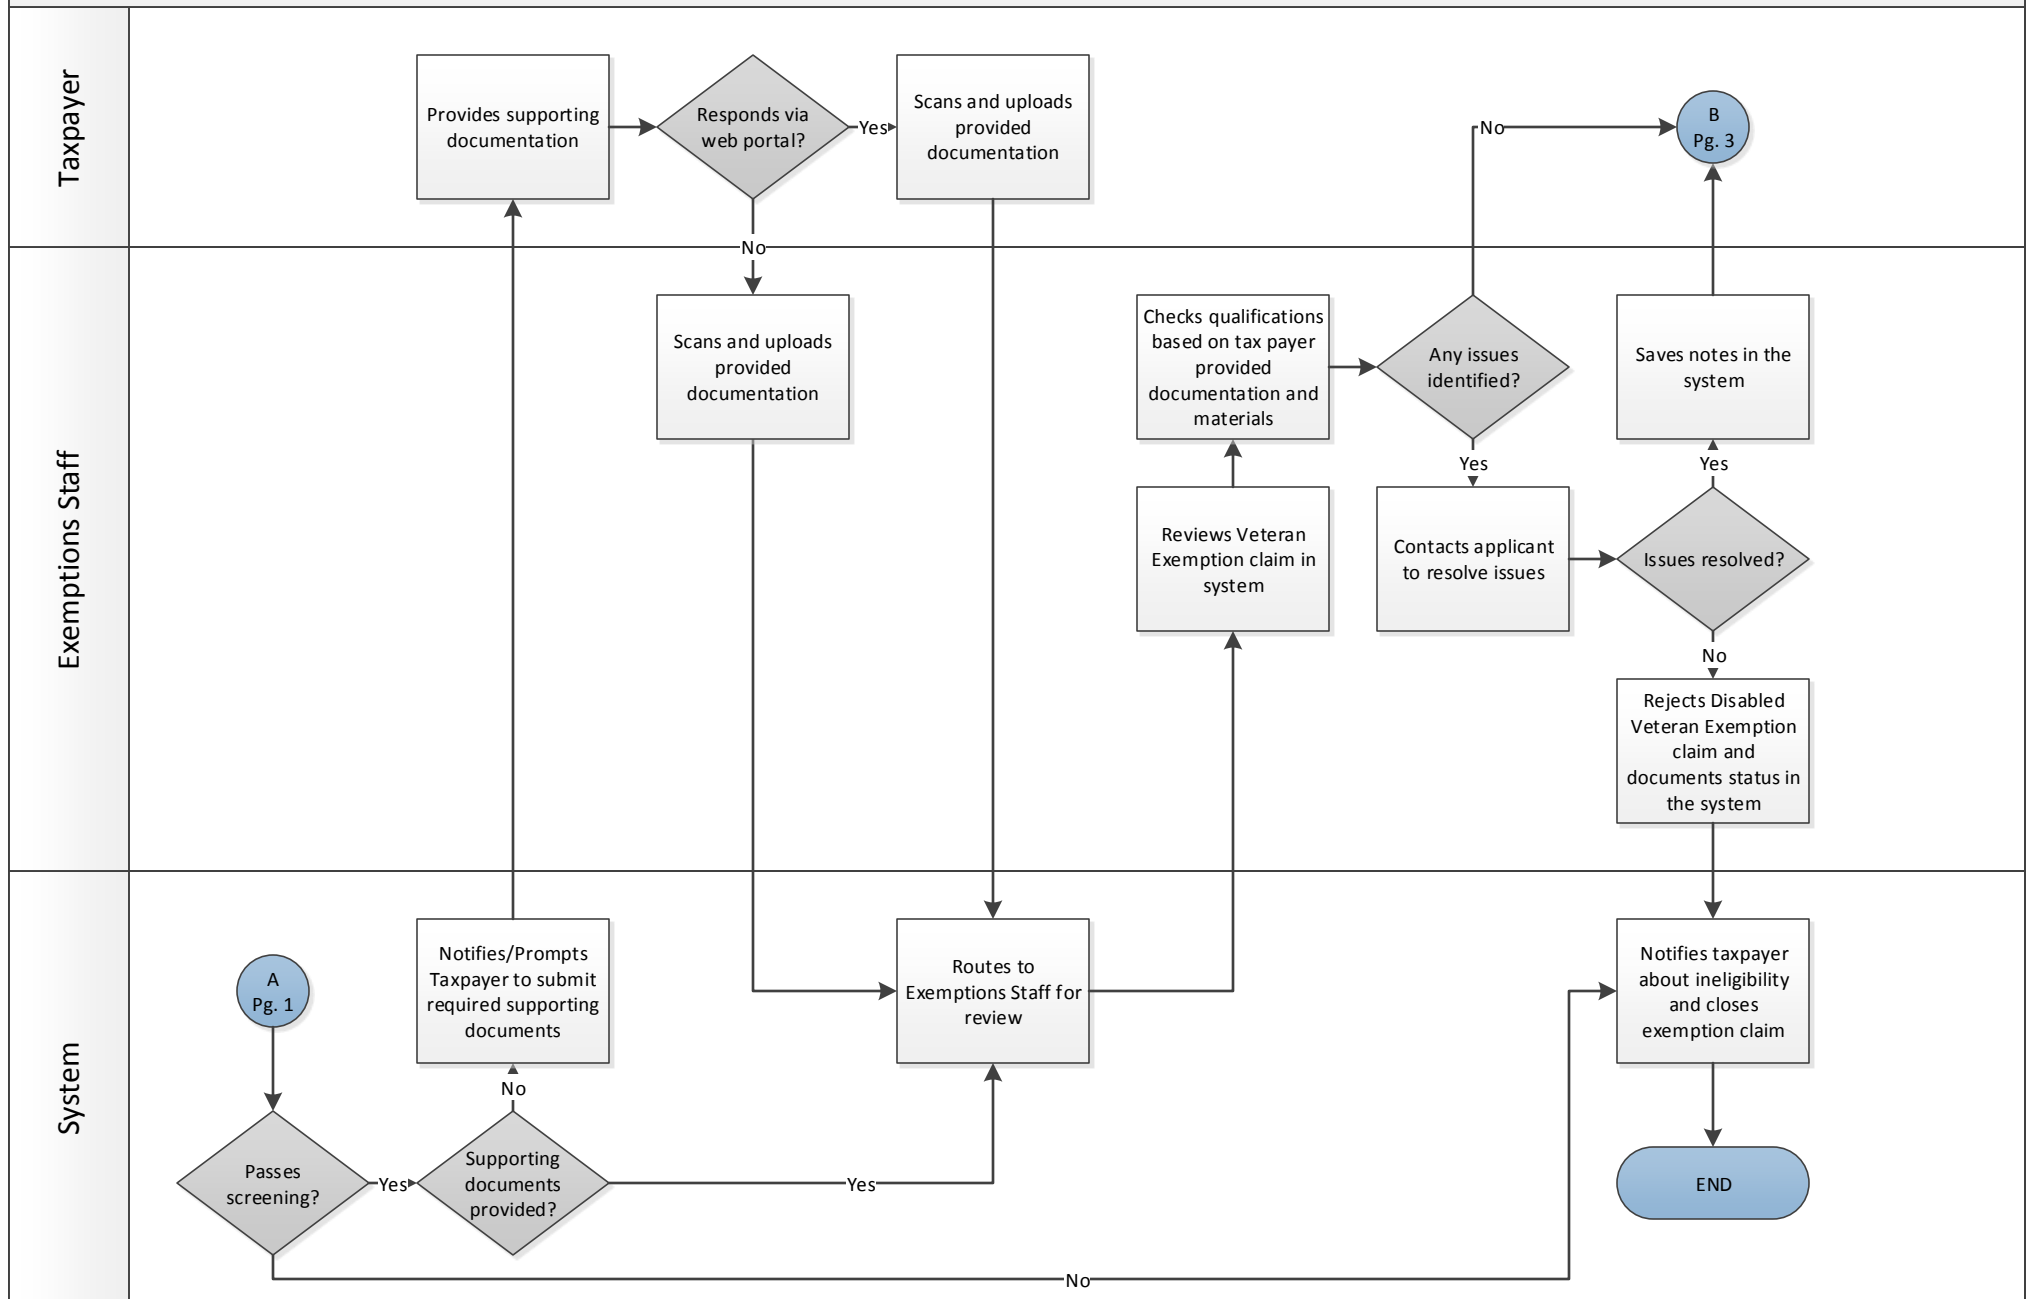 Taxpayer
Provides supporting
documentation
Responds via
web portal?
Yes
Scans and uploads
provided
documentation
No
B
Pg. 3
No
Exemptions Staff
Scans and uploads
provided
documentation
Checks qualifications
based on tax payer
provided
documentation and
materials
Any issues
identified?
Saves notes in the
system
Yes
Yes
Reviews Veteran
Exemption claim in
system
Contacts applicant
to resolve issues
Issues resolved?
No
Rejects Disabled
Veteran Exemption
claim and
documents status in
the system
System
A
Pg. 1
Notifies/Prompts
Taxpayer to submit
required supporting
documents
Routes to
Exemptions Staff for
review
Notifies taxpayer
about ineligibility
and closes
exemption claim
No
Passes
screening?
Yes
Supporting
documents
provided?
Yes
END
No